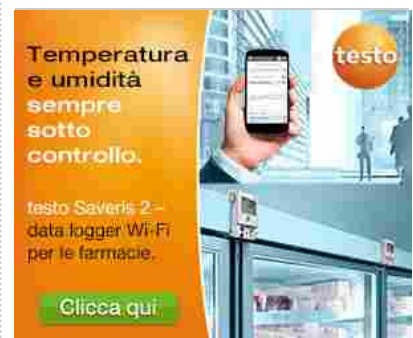 Temperatura
e umidità
sempre
sotto
controllo.
testo
testo Saveris 2 –
data logger Wi-Fi
per le farmacie.
Clicca qui